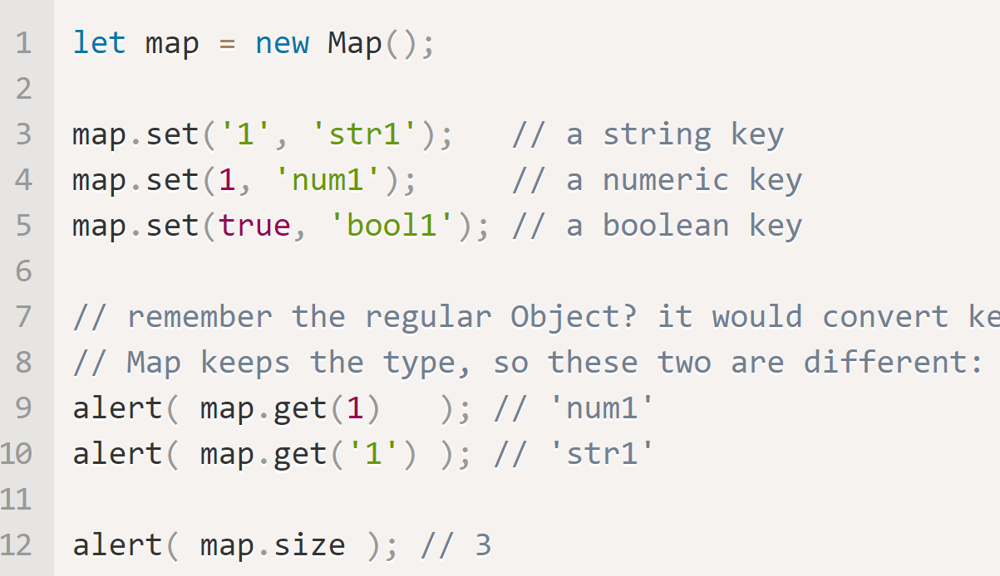 1 let map = new Map();
2
3 map.set('1', 'str1');   // a string key
4 map.set(1, 'num1');     // a numeric key
5 map.set(true, 'bool1'); // a boolean key
6
7 // remember the regular Object? it would convert ke
8 // Map keeps the type, so these two are different:
9 alert( map.get(1)   ); // 'num1'
10 alert( map.get('1') ); // 'str1'
11
12 alert( map.size ); // 3